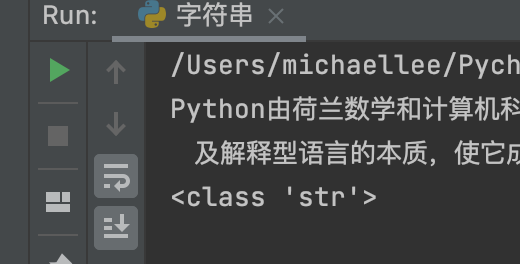 Run: 字符串
/Users/michaellee/Pych
Python由荷兰数学和计算机科
及解释型语言的本质，使它成
<class 'str'>